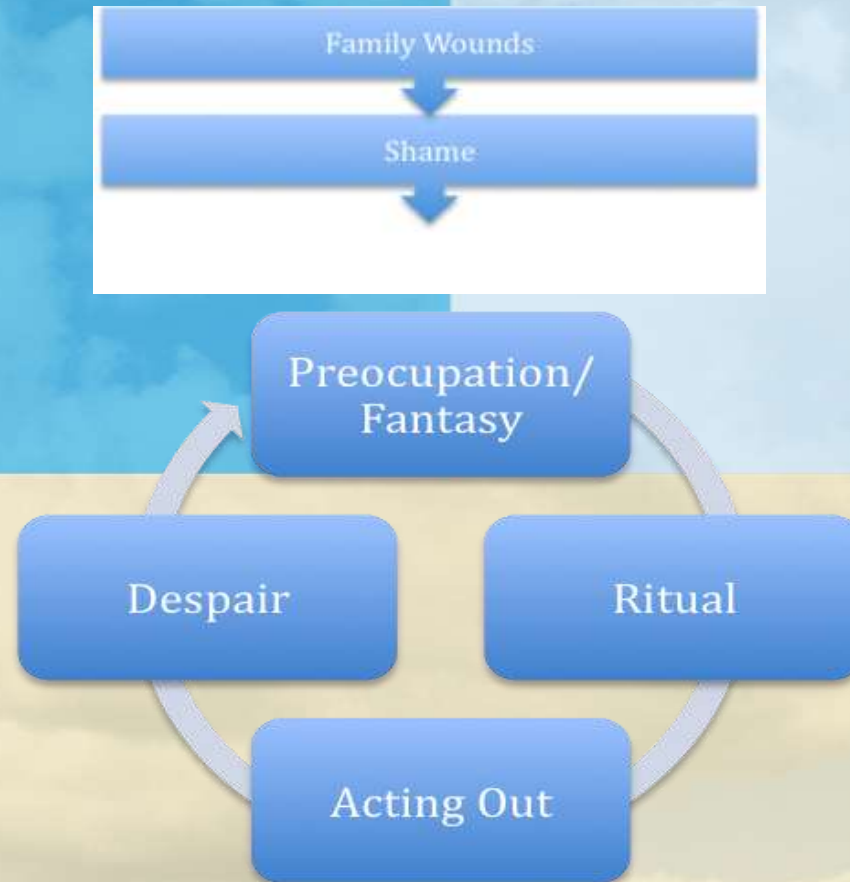 Family Wounds
Shame
Preocupation/
Fantasy
Despair
Ritual
Acting Out